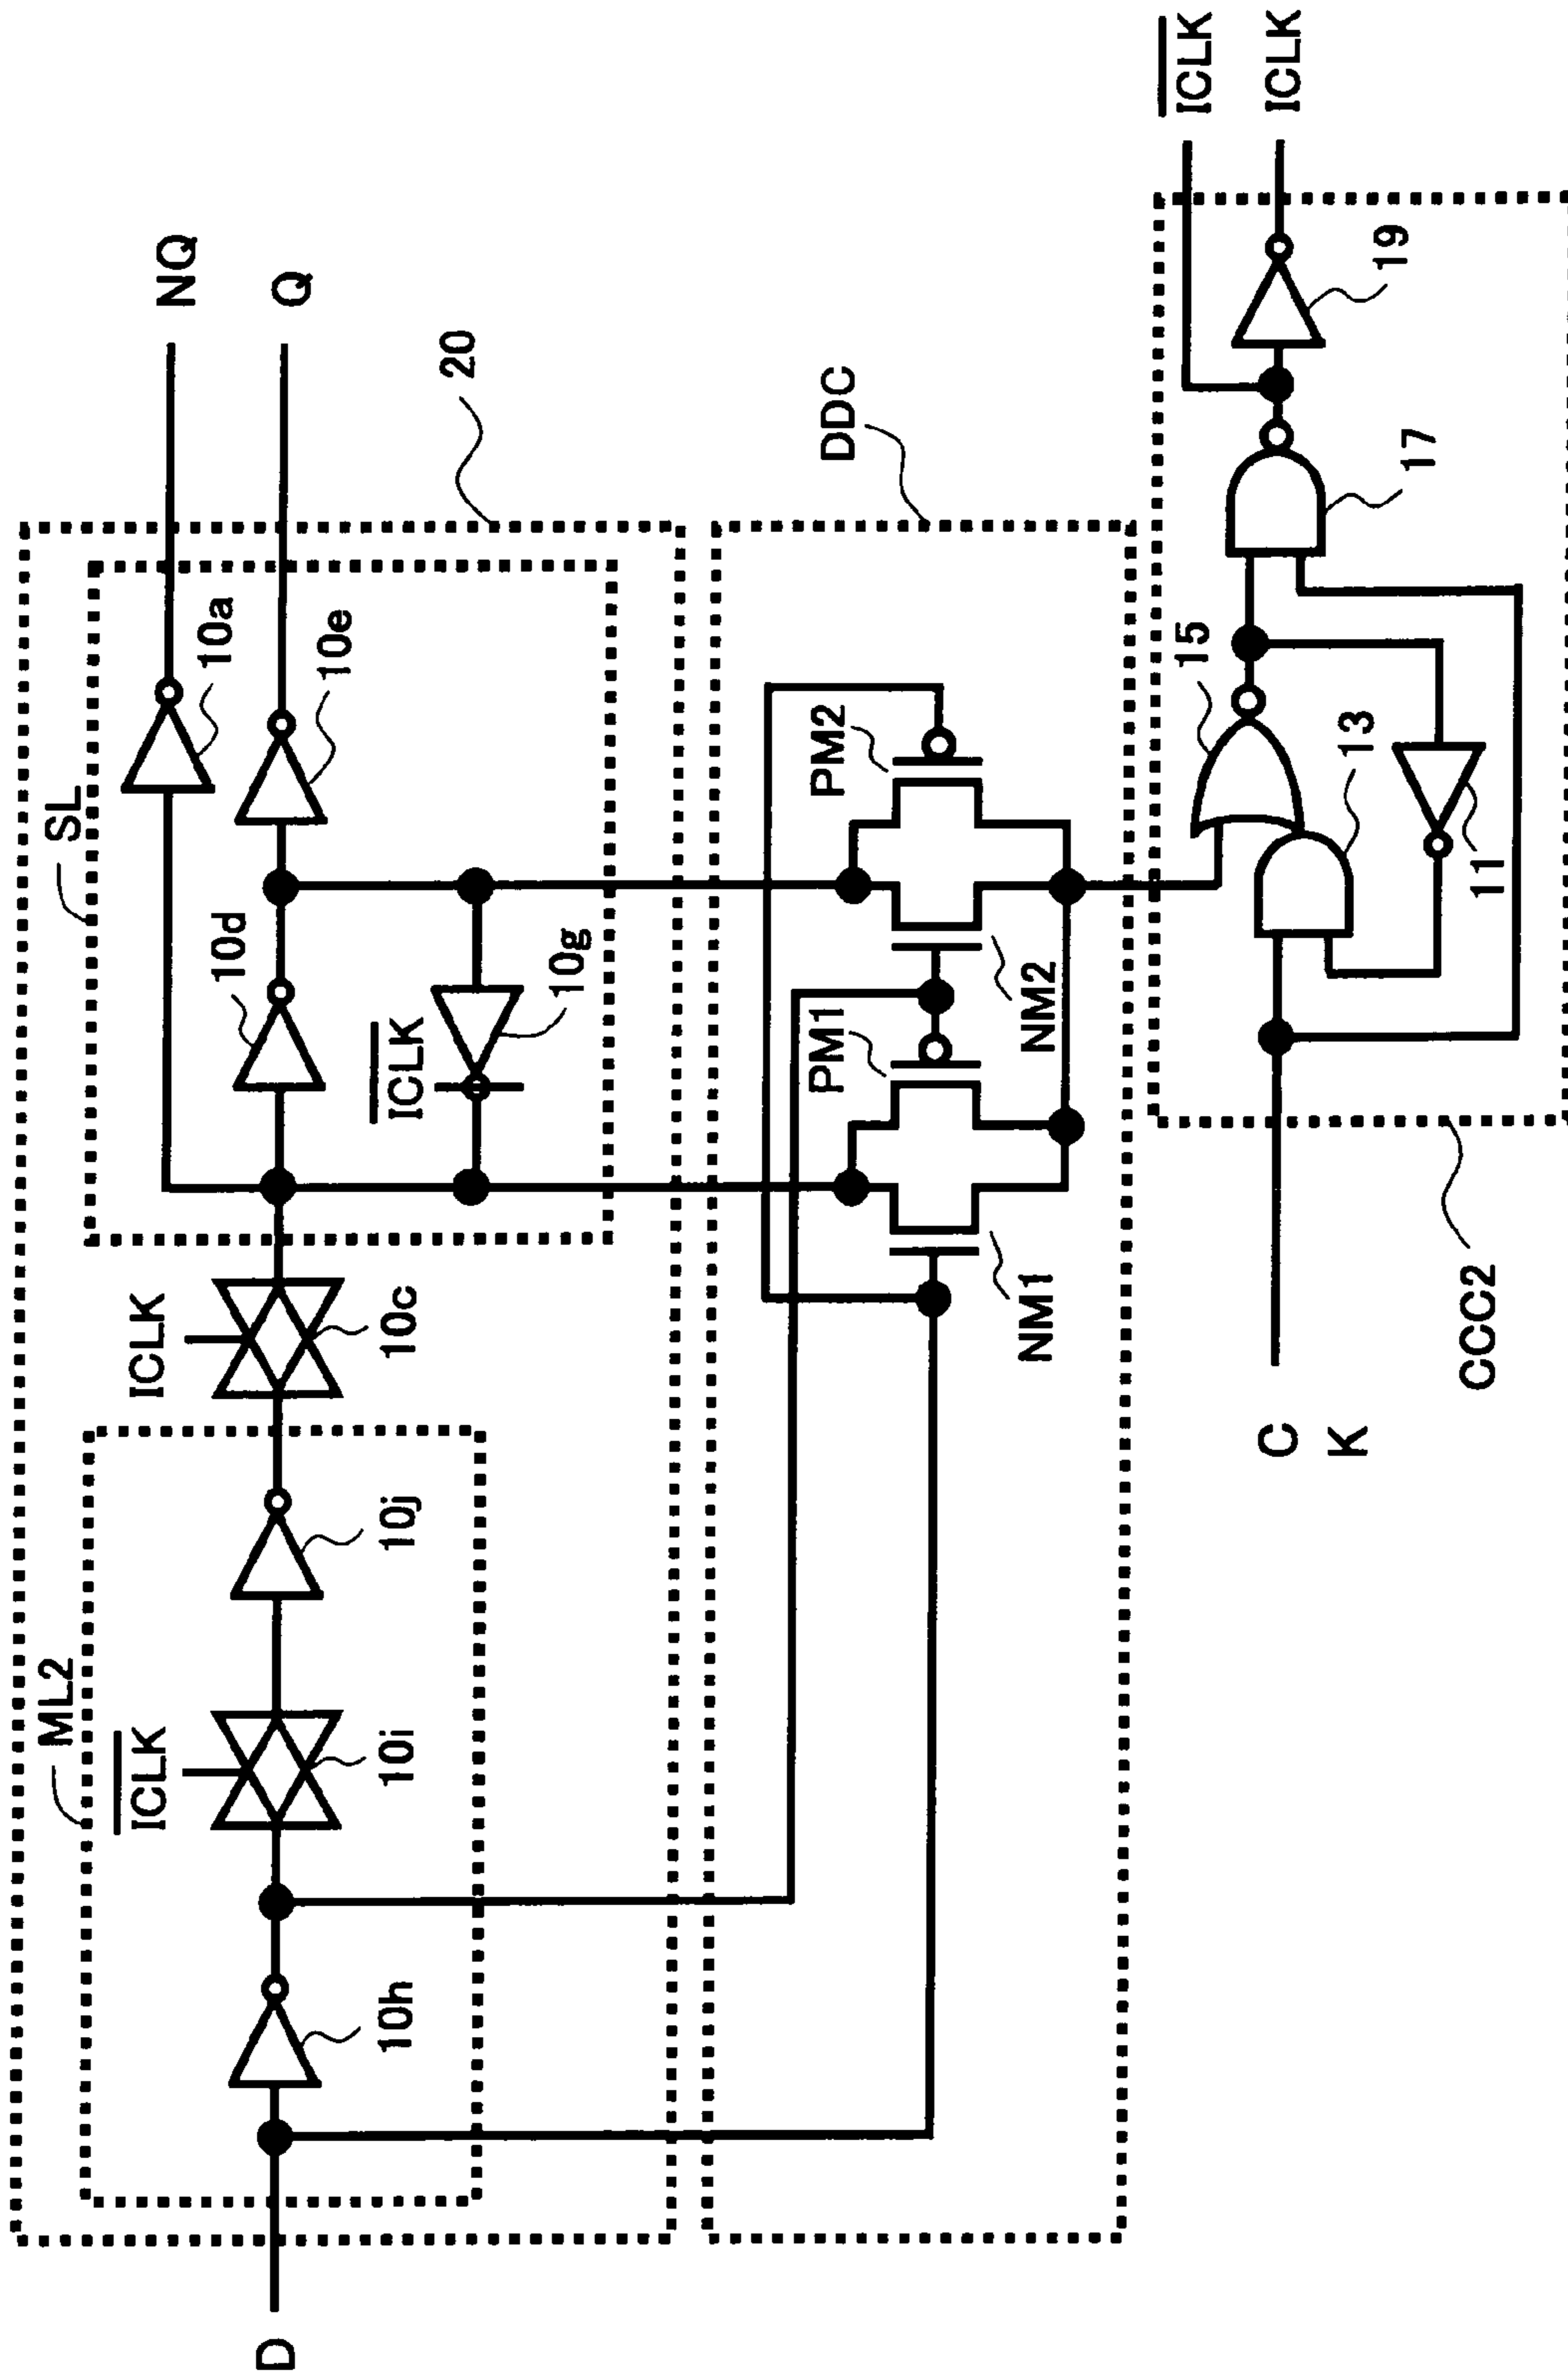 NQ
Q
20
SL
10a
10e
10d
10g
ICLK
ICLK
10c
ML2
ICLK
10j
10i
10h
D
DDC
PM2
NM2
PM1
NM1
ICLK
ICLK
19
17
15
13
11
C
K
CCC2